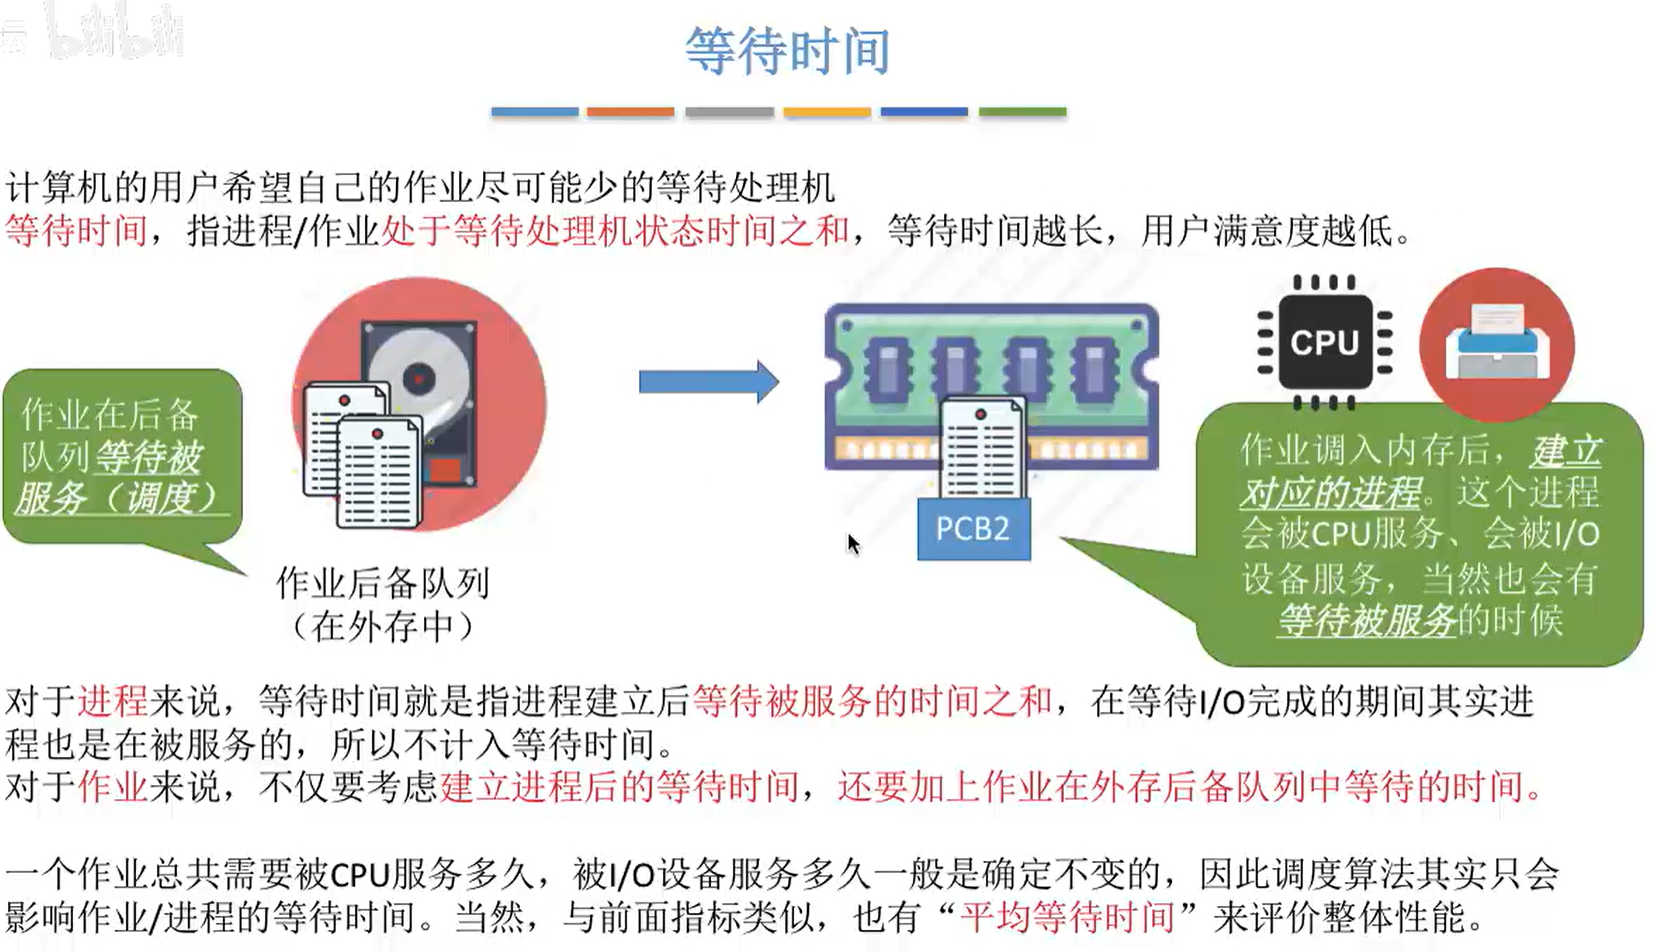 bilibili
等待时间
计算机的用户希望自己的作业尽可能少的等待处理机
等待时间，指进程/作业处于等待处理机状态时间之和，等待时间越长，用户满意度越低。
作业在后备
队列等待被
服务（调度）
作业后备队列
（在外存中）
PCB2
CPU
作业调入内存后，建立
对应的进程。这个进程
会被CPU服务、会被I/O
设备服务，当然也会有
等待被服务的时候
对于进程来说，等待时间就是指进程建立后等待被服务的时间之和，在等待I/O完成的期间其实进
程也是在被服务的，所以不计入等待时间。
对于作业来说，不仅要考虑建立进程后的等待时间，还要加上作业在外存后备队列中等待的时间。
一个作业总共需要被CPU服务多久，被I/O设备服务多久一般是确定不变的，因此调度算法其实只会
影响作业/进程的等待时间。当然，与前面指标类似，也有“平均等待时间”来评价整体性能。